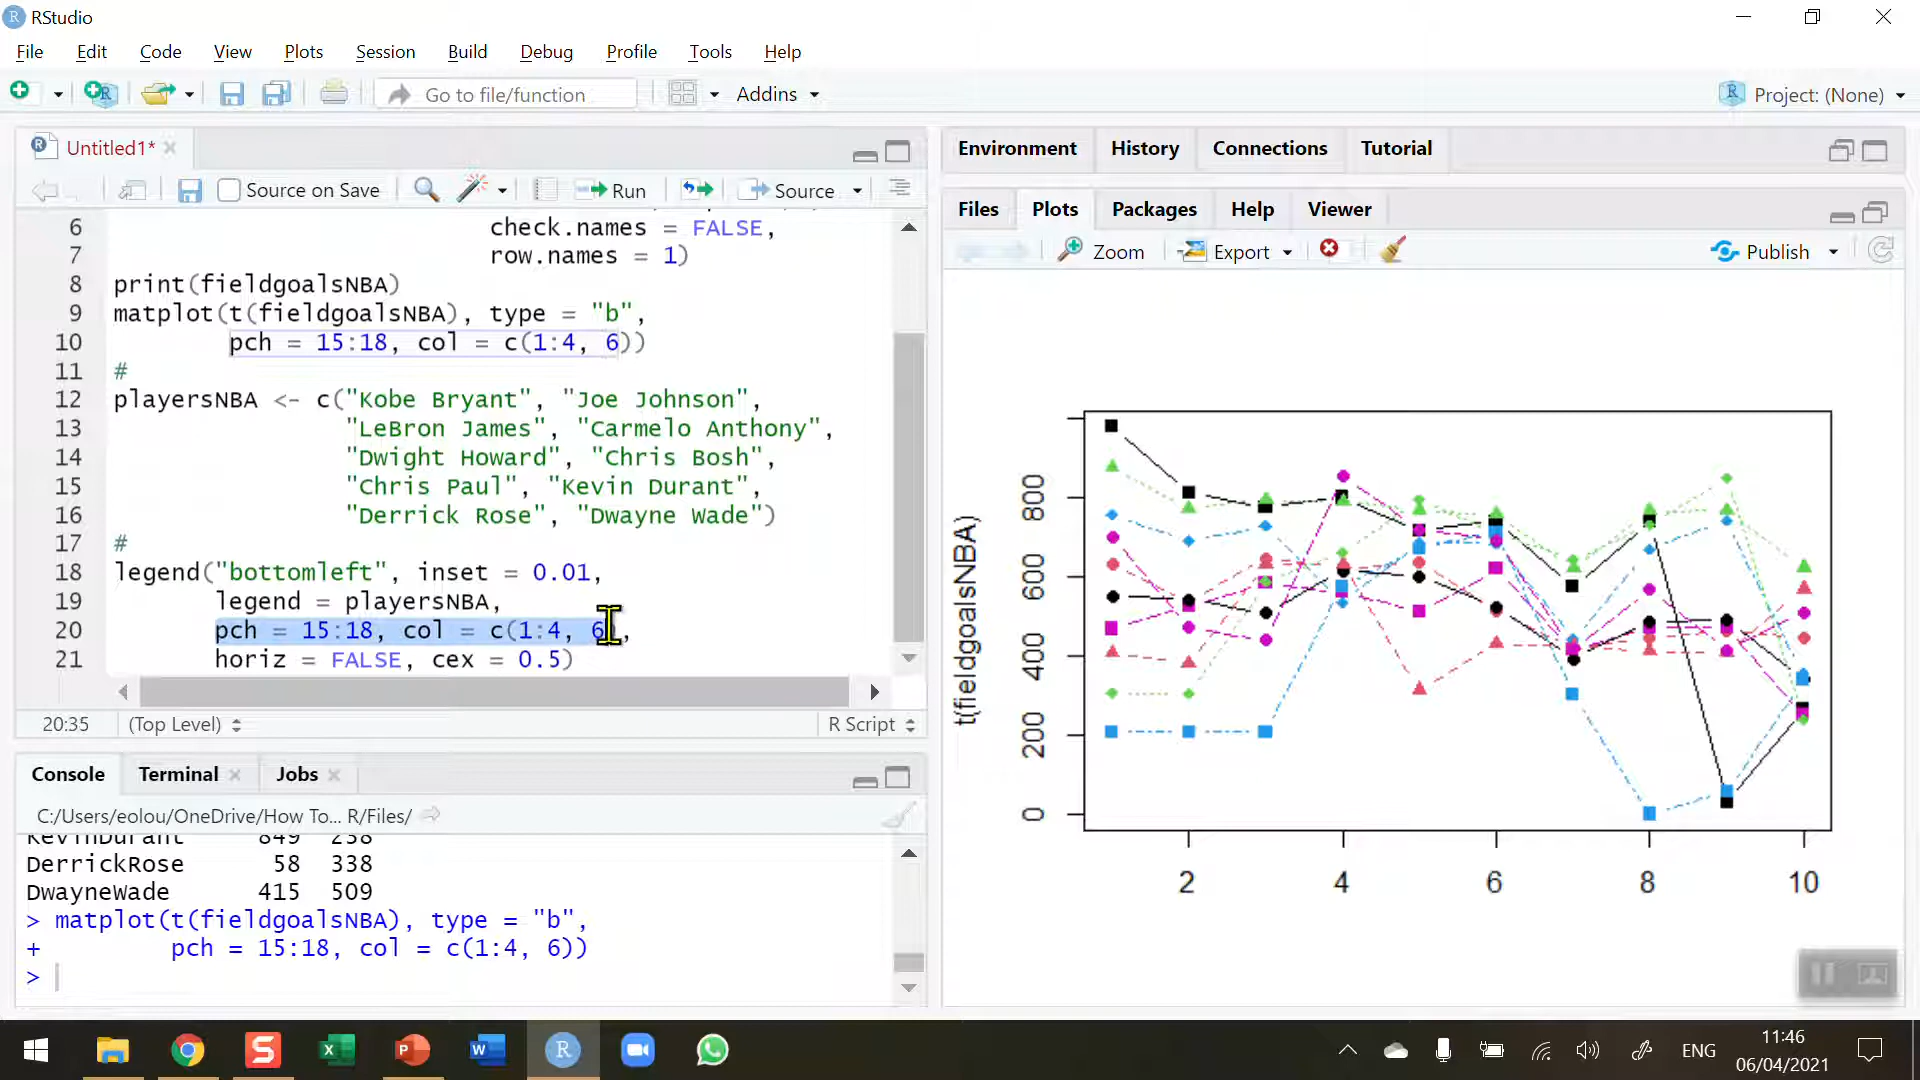 RStudio
File Edit Code View Plots Session Build Debug Profile Tools Help
Go to file/function Addins Project: (None)
Untitled1*
Source on Save Run Source
6 check.names = FALSE,
7 row.names = 1)
8 print(fieldgoalsNBA)
9 matplot(t(fieldgoalsNBA), type = "b",
10 pch = 15:18, col = c(1:4, 6))
11 #
12 playersNBA <- c("Kobe Bryant", "Joe Johnson",
13 "LeBron James", "Carmelo Anthony",
14 "Dwight Howard", "Chris Bosh",
15 "Chris Paul", "Kevin Durant",
16 "Derrick Rose", "Dwayne Wade")
17 #
18 legend("bottomleft", inset = 0.01,
19 legend = playersNBA,
20 pch = 15:18, col = c(1:4, 6),
21 horiz = FALSE, cex = 0.5)
20:35 (Top Level) R Script
Console Terminal Jobs
C:/Users/eolou/OneDrive/How To... R/Files/
KevinDurant 849 238
DerrickRose 58 338
DwayneWade 415 509
> matplot(t(fieldgoalsNBA), type = "b",
+ pch = 15:18, col = c(1:4, 6))
>
Environment History Connections Tutorial
Files Plots Packages Help Viewer
Zoom Export Publish
t(fieldgoalsNBA)
800
600
400
200
0
2 4 6 8 10
ENG
11:46
06/04/2021